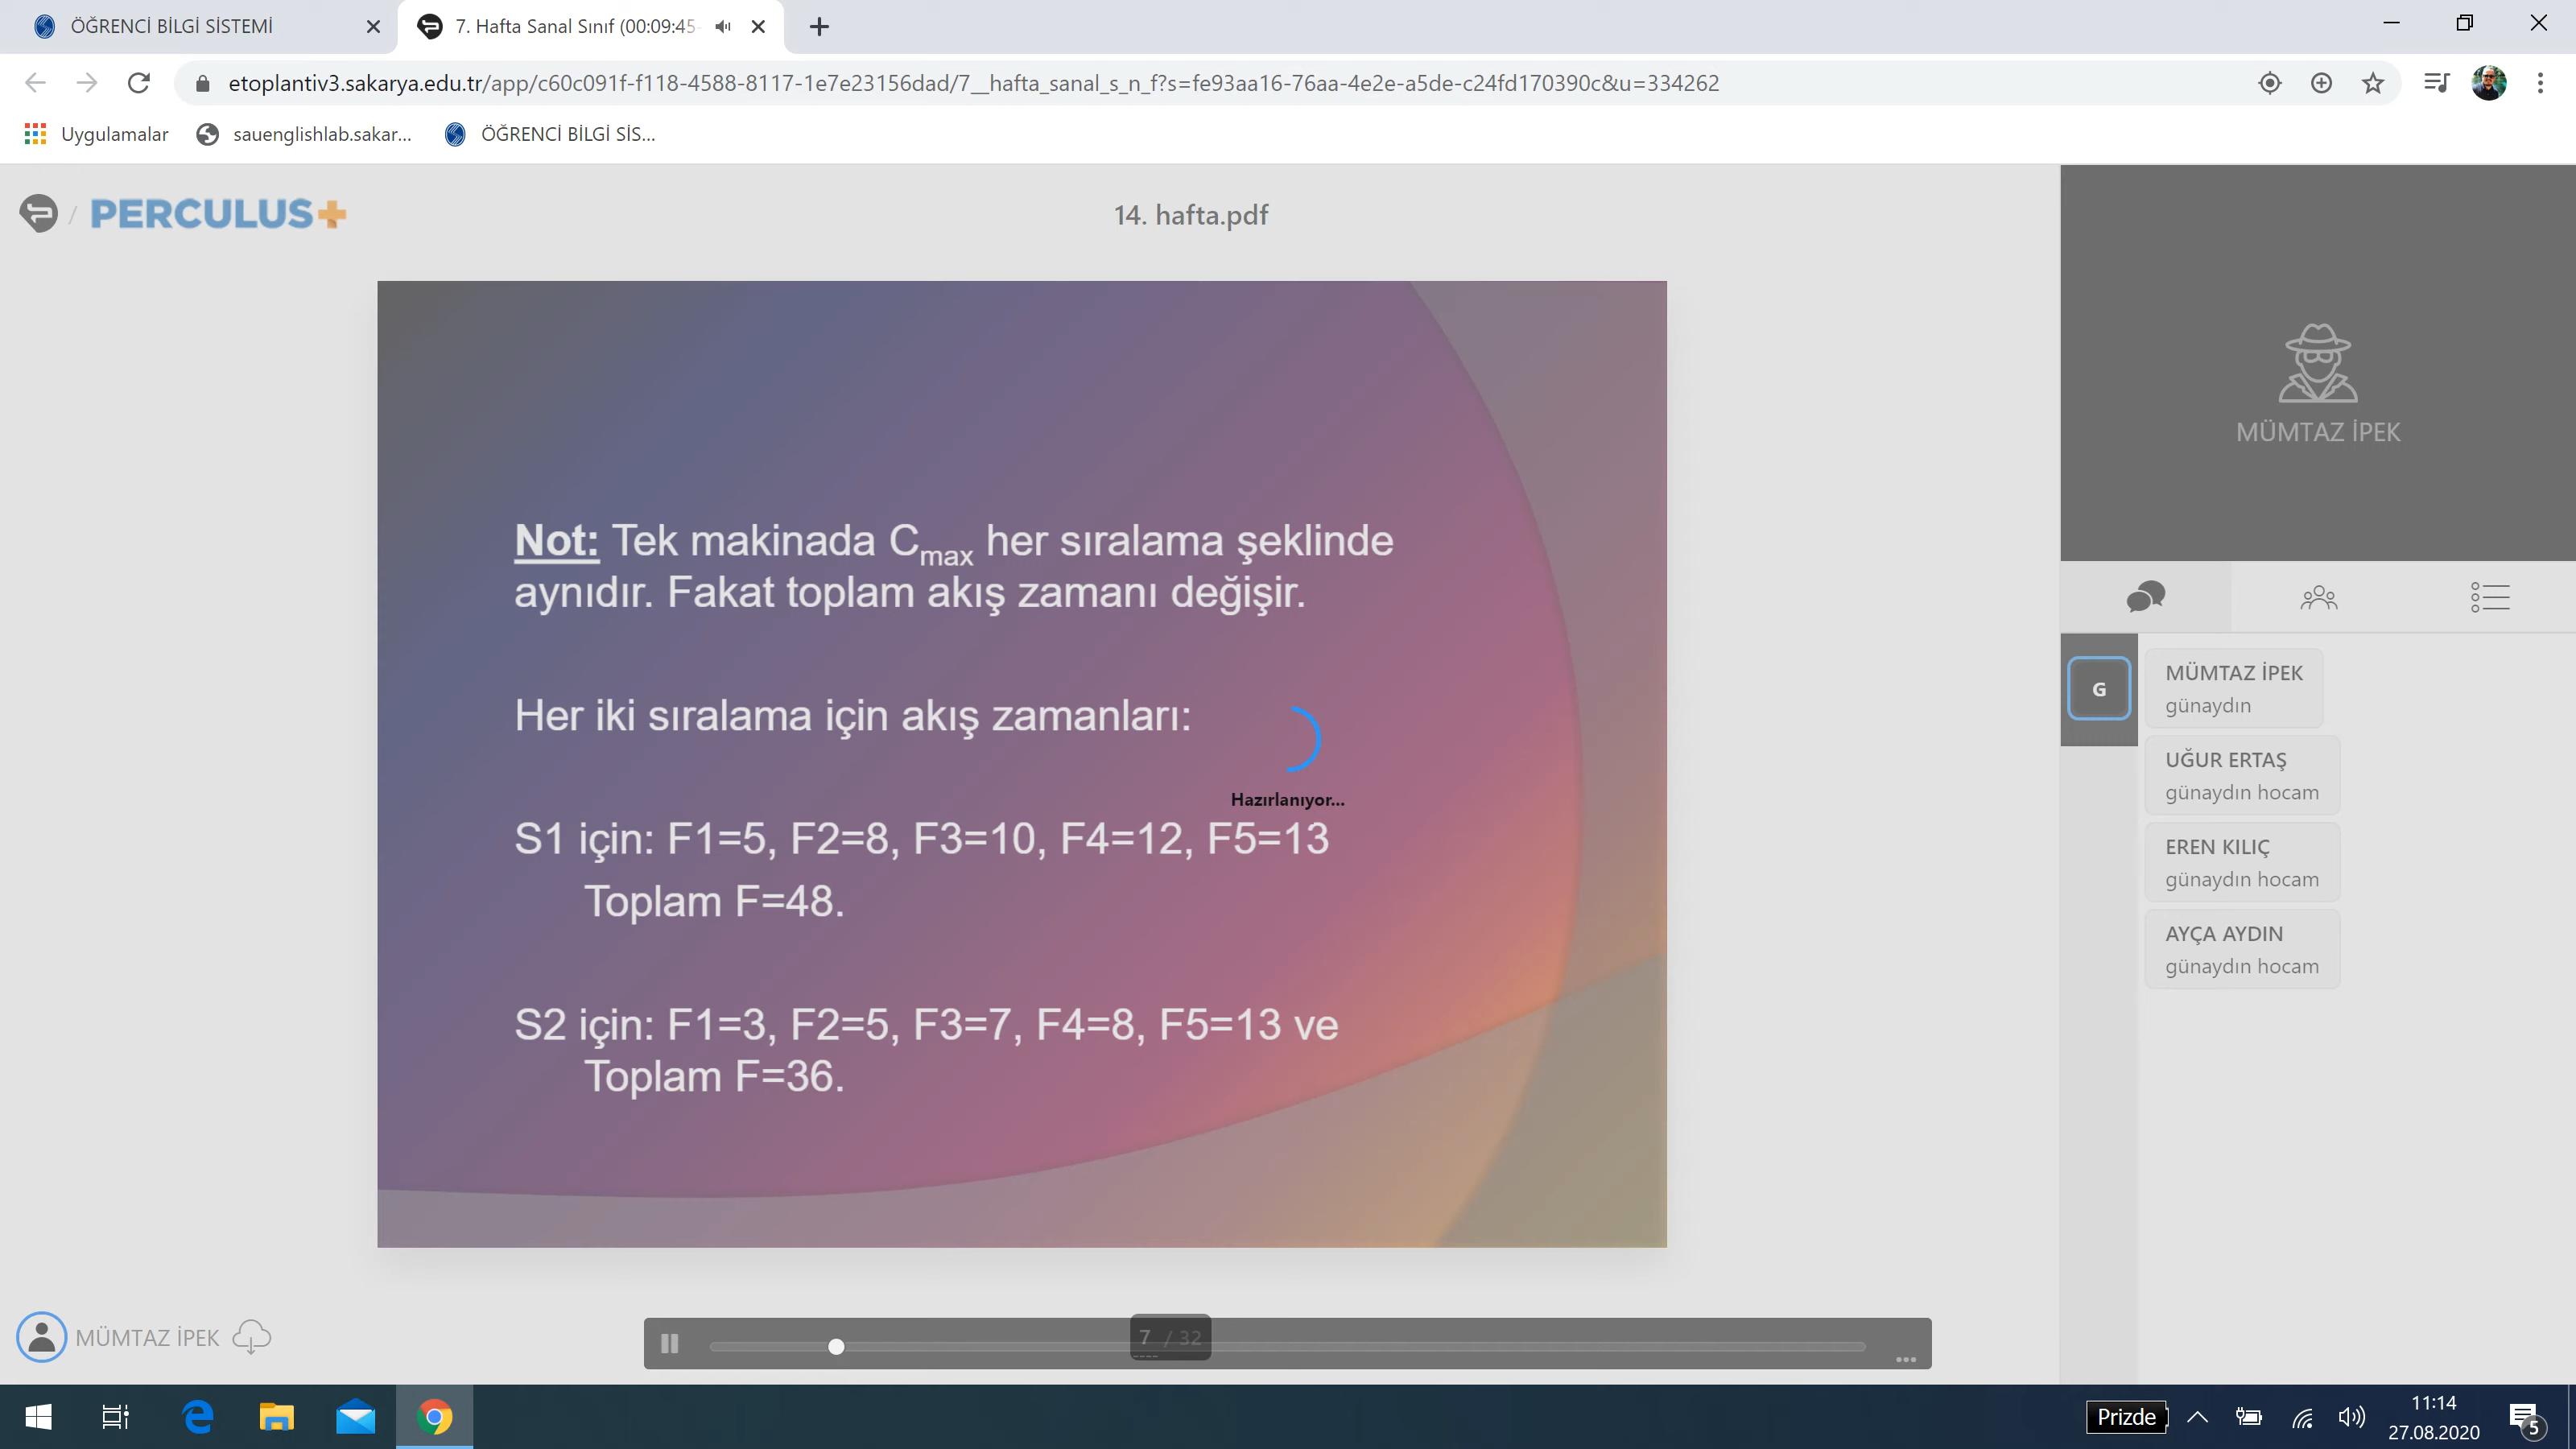 ÖĞRENCİ BİLGİ SİSTEMİ
7. Hafta Sanal Sınıf (00:09:45
etoplantiv3.sakarya.edu.tr/app/c60c091f-f118-4588-8117-1e7e23156dad/7__hafta_sanal_s_n_f?s=fe93aa16-76aa-4e2e-a5de-c24fd170390c&u=334262
Uygulamalar sauenglishlab.sakar... ÖĞRENCİ BİLGİ SİS...
/ PERCULUS+
14. hafta.pdf
Not: Tek makinada Cmax her sıralama şeklinde
aynıdır. Fakat toplam akış zamanı değişir.
Her iki sıralama için akış zamanları:
Hazırlanıyor...
S1 için: F1=5, F2=8, F3=10, F4=12, F5=13
Toplam F=48.
S2 için: F1=3, F2=5, F3=7, F4=8, F5=13 ve
Toplam F=36.
MÜMTAZ İPEK
7 / 32
MÜMTAZ İPEK
G
MÜMTAZ İPEK
günaydın
UĞUR ERTAŞ
günaydın hocam
EREN KILIÇ
günaydın hocam
AYÇA AYDIN
günaydın hocam
Prizde
11:14
27.08.2020
5